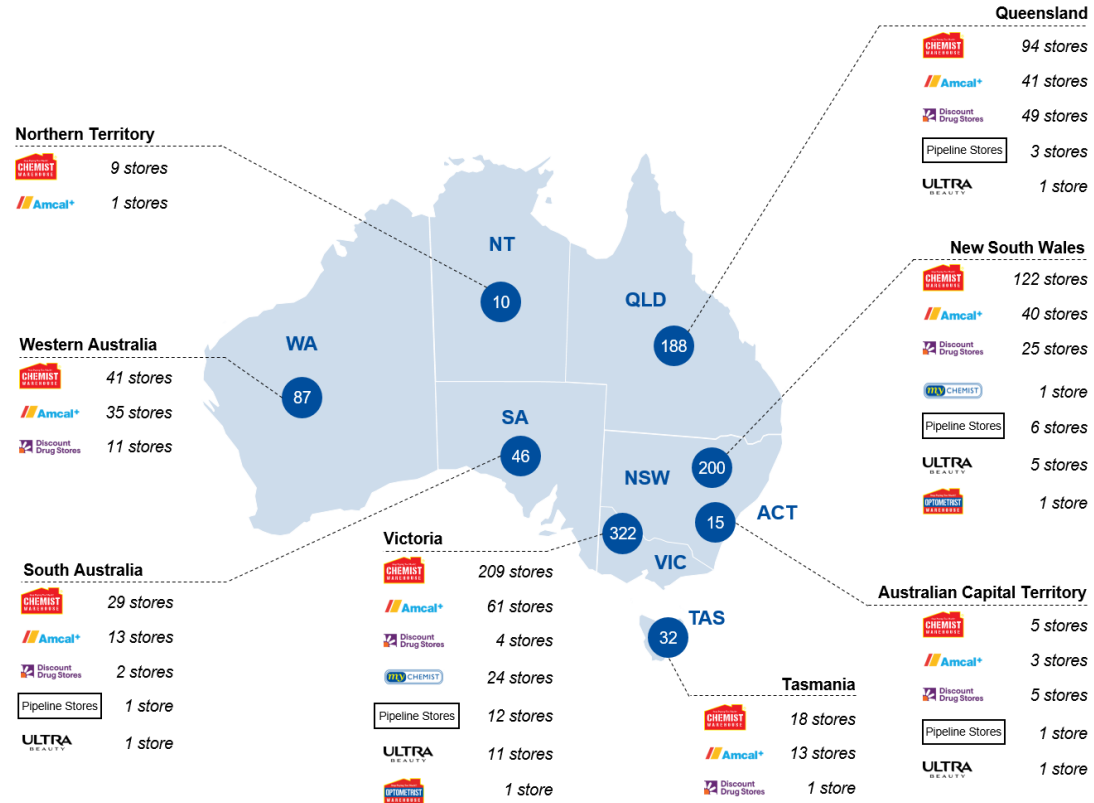 Queensland
CHEMIST WAREHOUSE 94 stores
Amcal+ 41 stores
Discount Drug Stores 49 stores
Pipeline Stores 3 stores
ULTRA BEAUTY 1 store
Northern Territory
CHEMIST WAREHOUSE 9 stores
Amcal+ 1 stores
New South Wales
CHEMIST WAREHOUSE 122 stores
Amcal+ 40 stores
Discount Drug Stores 25 stores
my CHEMIST 1 store
Pipeline Stores 6 stores
ULTRA BEAUTY 5 stores
OPTOMETRIST WAREHOUSE 1 store
NT
10
QLD
188
WA
87
SA
46
NSW
200
322
15
ACT
VIC
TAS
32
Western Australia
CHEMIST WAREHOUSE 41 stores
Amcal+ 35 stores
Discount Drug Stores 11 stores
South Australia
CHEMIST WAREHOUSE 29 stores
Amcal+ 13 stores
Discount Drug Stores 2 stores
Pipeline Stores 1 store
ULTRA BEAUTY 1 store
Victoria
CHEMIST WAREHOUSE 209 stores
Amcal+ 61 stores
Discount Drug Stores 4 stores
my CHEMIST 24 stores
Pipeline Stores 12 stores
ULTRA BEAUTY 11 stores
OPTOMETRIST WAREHOUSE 1 store
Tasmania
CHEMIST WAREHOUSE 18 stores
Amcal+ 13 stores
Discount Drug Stores 1 store
Australian Capital Territory
CHEMIST WAREHOUSE 5 stores
Amcal+ 3 stores
Discount Drug Stores 5 stores
Pipeline Stores 1 store
ULTRA BEAUTY 1 store